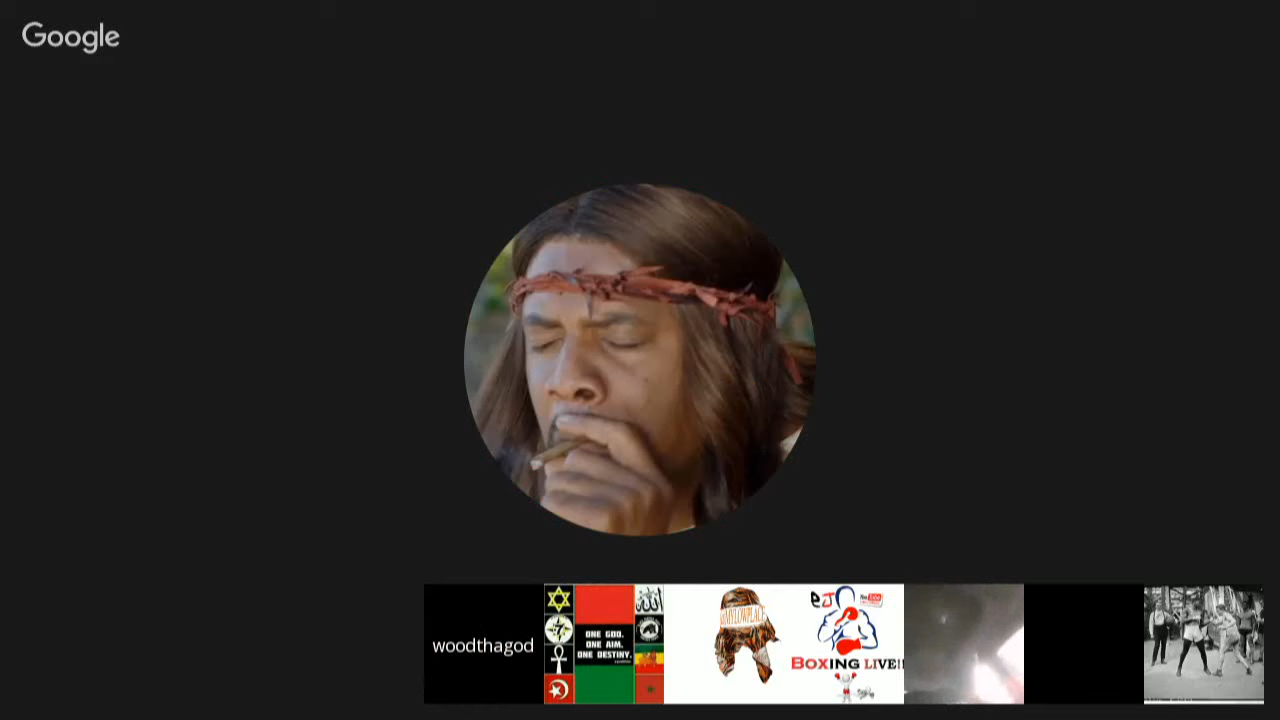 Google
woodthagod
ONE GOD.
ONE AIM.
ONE DESTINY.
BOXING LIVE!!